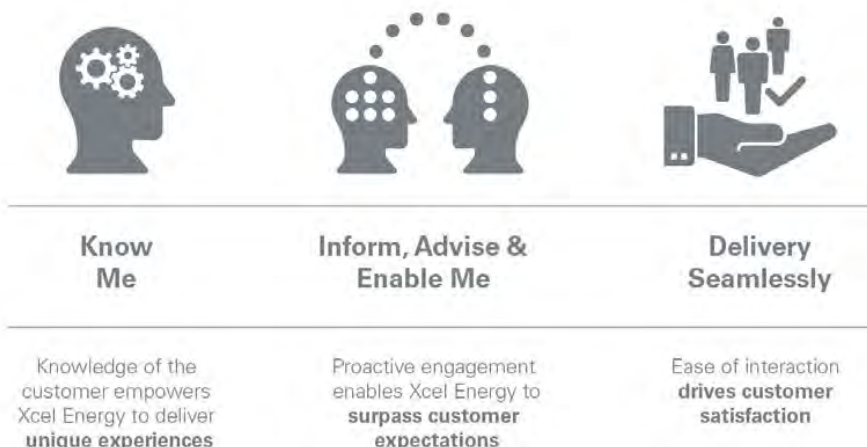 Know
Me
Inform, Advise &
Enable Me
Delivery
Seamlessly
Knowledge of the
customer empowers
Xcel Energy to deliver
unique experiences
Proactive engagement
enables Xcel Energy to
surpass customer
expectations
Ease of interaction
drives customer
satisfaction